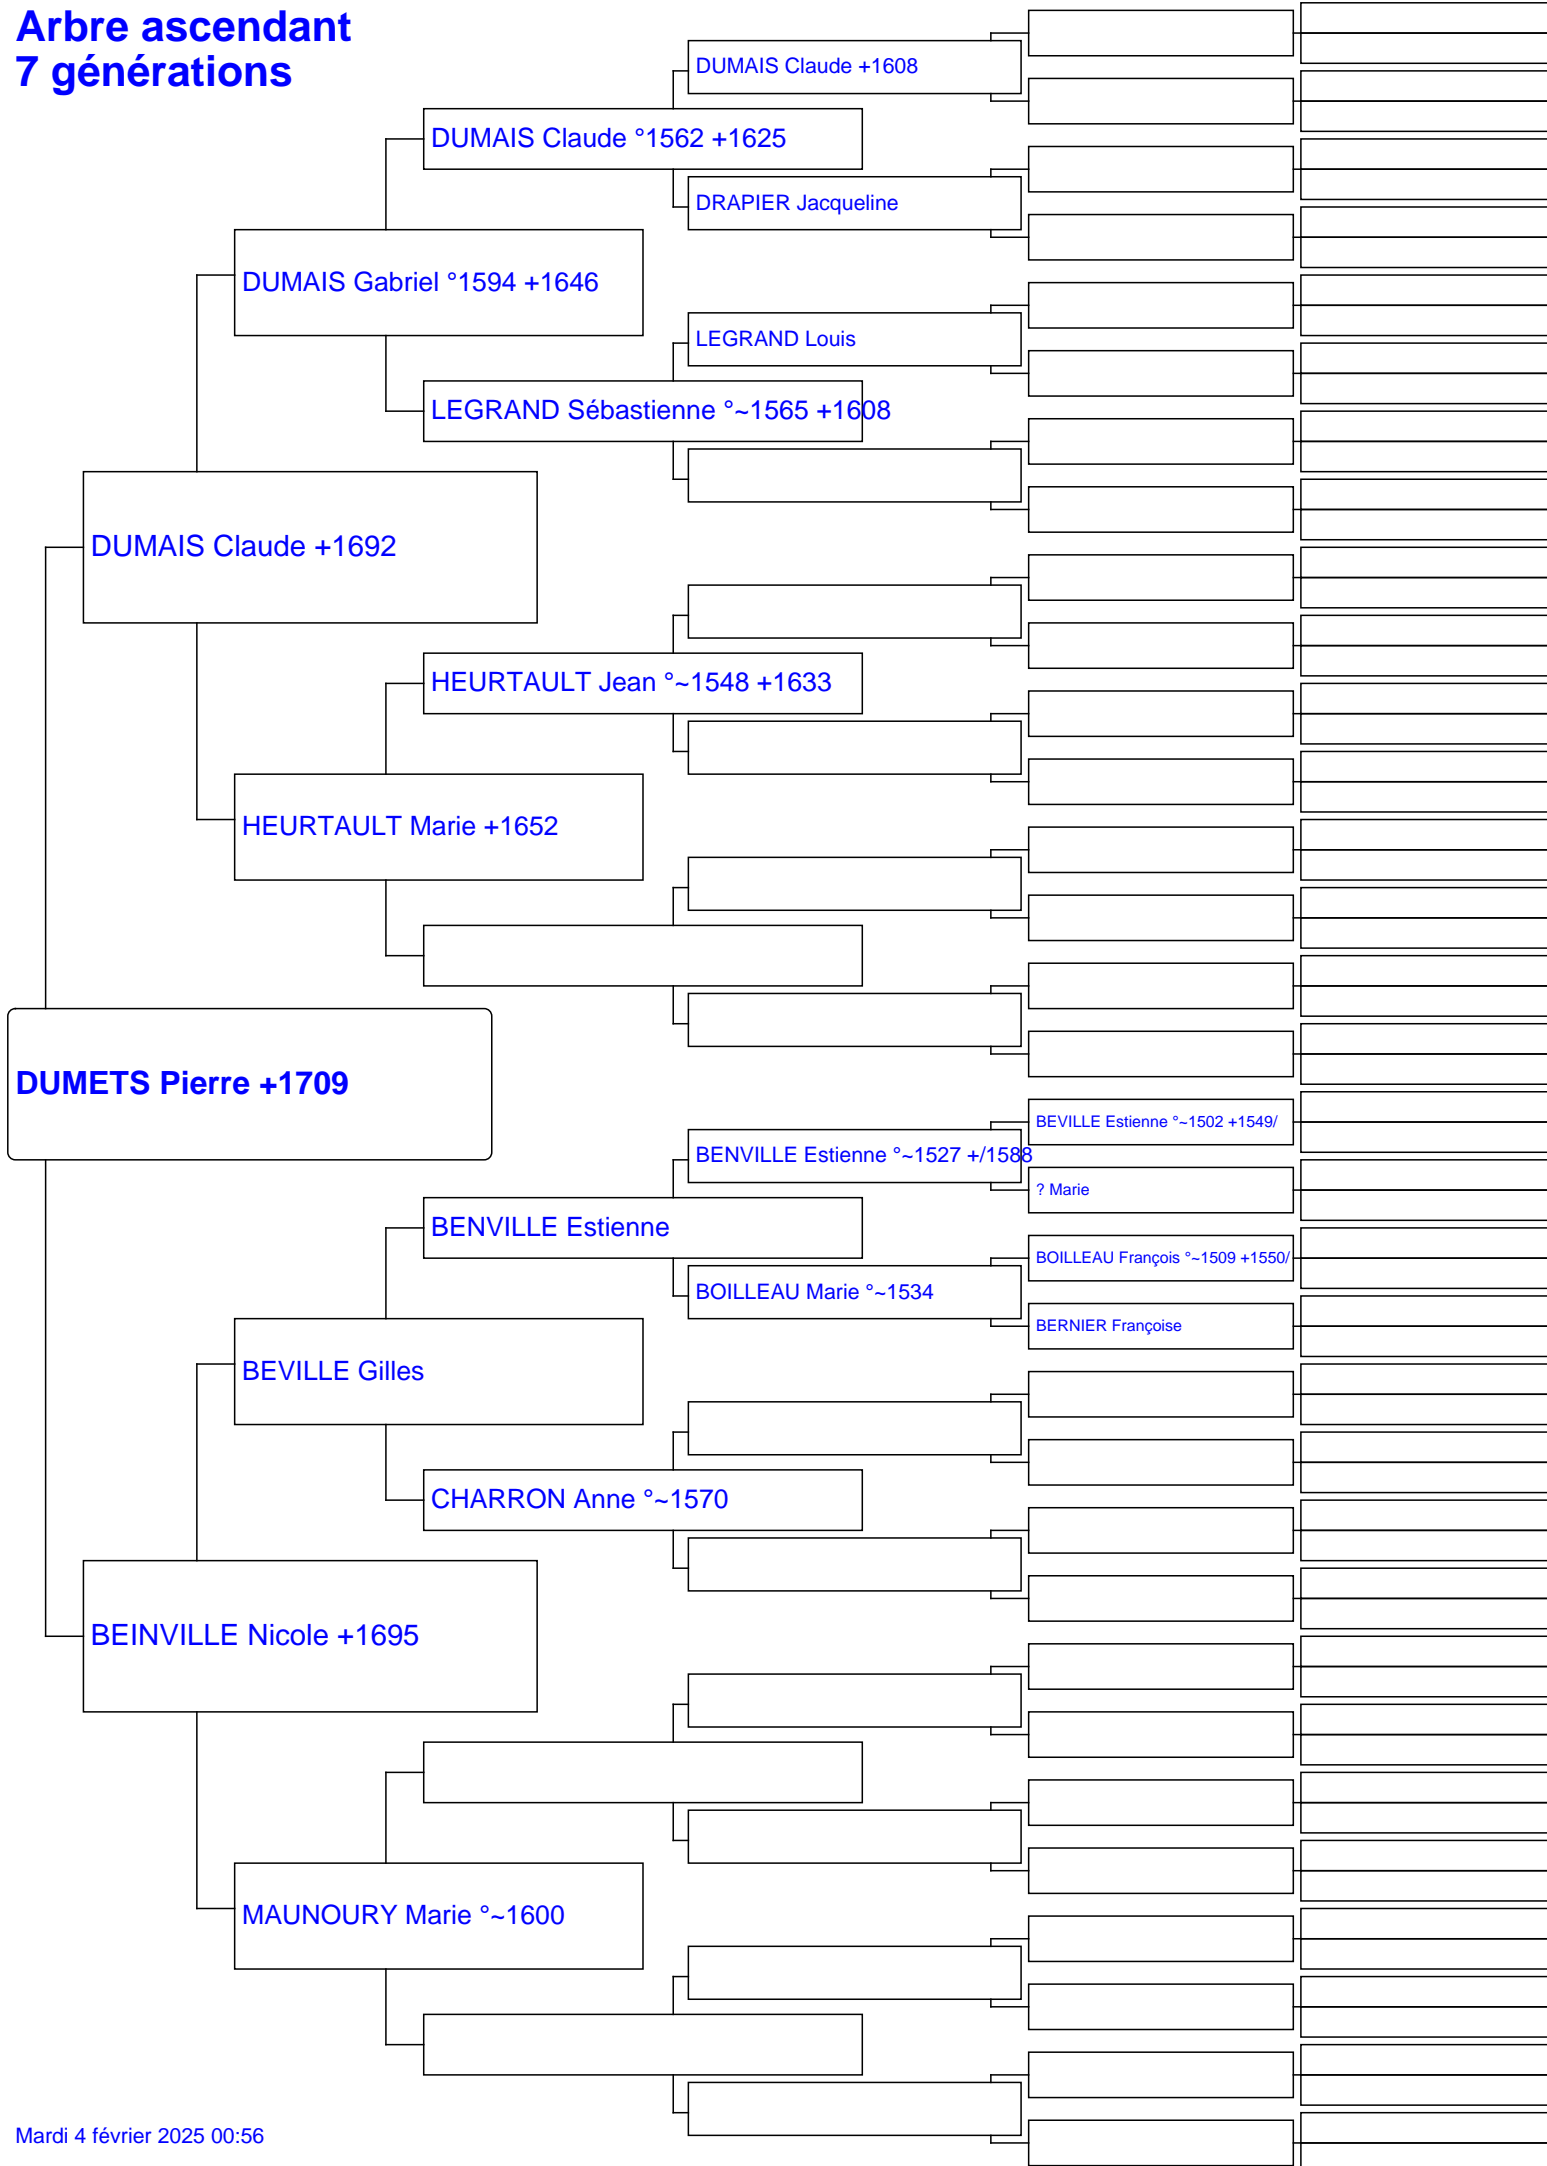 Arbre ascendant
7 générations
DUMAIS Claude +1608
DUMAIS Claude °1562 +1625
DRAPIER Jacqueline
DUMAIS Gabriel °1594 +1646
LEGRAND Louis
LEGRAND Sébastienne °~1565 +1608
DUMAIS Claude +1692
HEURTAULT Jean °~1548 +1633
HEURTAULT Marie +1652
DUMETS Pierre +1709
BEVILLE Estienne °~1502 +1549/
BENVILLE Estienne °~1527 +/1588
? Marie
BENVILLE Estienne
BOILLEAU François °~1509 +1550/
BOILLEAU Marie °~1534
BERNIER Françoise
BEVILLE Gilles
CHARRON Anne °~1570
BEINVILLE Nicole +1695
MAUNOURY Marie °~1600
Mardi 4 février 2025 00:56